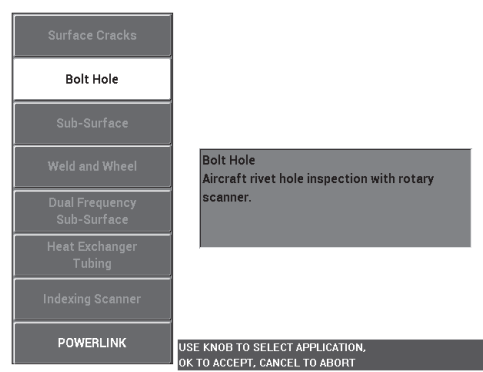 Surface Cracks
Bolt Hole
Sub-Surface
Weld and Wheel
Dual Frequency
Sub-Surface
Heat Exchanger
Tubing
Indexing Scanner
POWERLINK
Bolt Hole
Aircraft rivet hole inspection with rotary
scanner.
USE KNOB TO SELECT APPLICATION,
OK TO ACCEPT, CANCEL TO ABORT